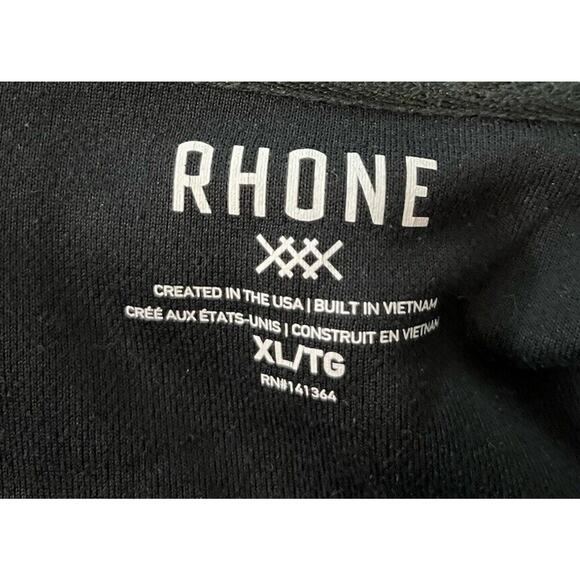 RHONE
CREATED IN THE USA | BUILT IN VIETNAM
CRÉÉ AUX ÉTATS-UNIS | CONSTRUIT EN VIETNAM
XL/TG
RN#141364